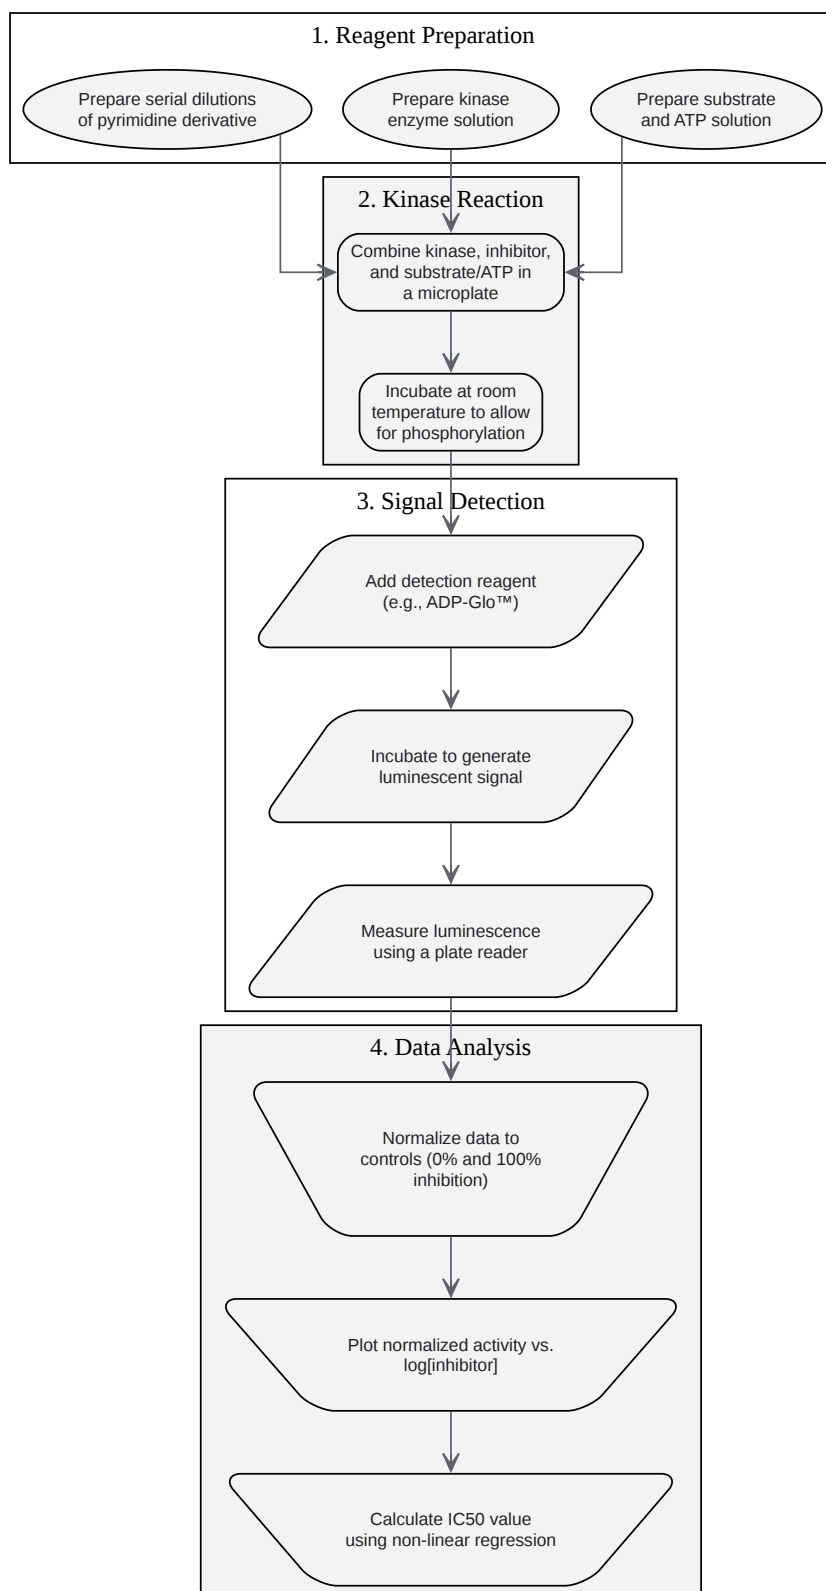 1. Reagent Preparation
Prepare serial dilutions
of pyrimidine derivative
Prepare kinase
enzyme solution
Prepare substrate
and ATP solution
2. Kinase Reaction
Combine kinase, inhibitor,
and substrate/ATP in
a microplate
Incubate at room
temperature to allow
for phosphorylation
3. Signal Detection
Add detection reagent
(e.g., ADP-Glo™)
Incubate to generate
luminescent signal
Measure luminescence
using a plate reader
4. Data Analysis
Normalize data to
controls (0% and 100%
inhibition)
Plot normalized activity vs.
log[inhibitor]
Calculate IC50 value
using non-linear regression